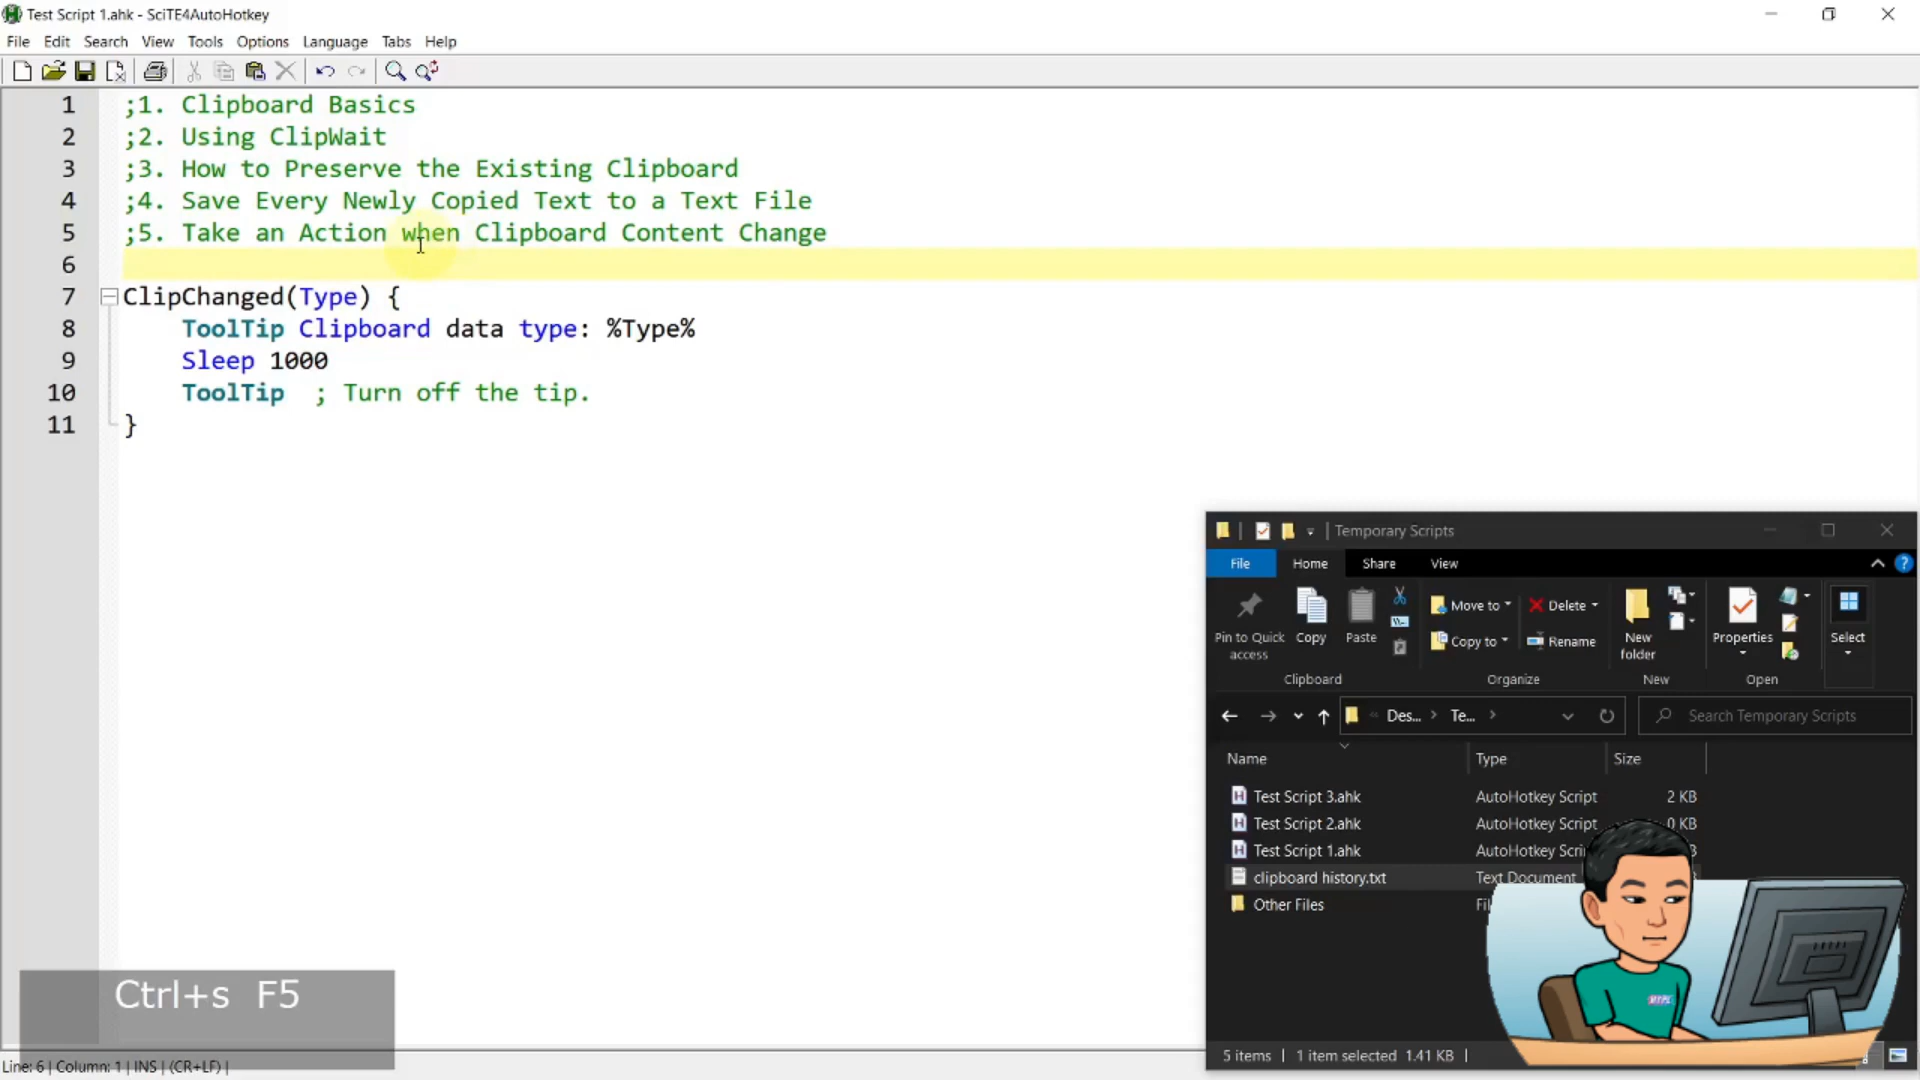 Test Script 1.ahk - SciTE4AutoHotkey
File Edit Search View Tools Options Language Tabs Help
1 ;1. Clipboard Basics
2 ;2. Using ClipWait
3 ;3. How to Preserve the Existing Clipboard
4 ;4. Save Every Newly Copied Text to a Text File
5 ;5. Take an Action when Clipboard Content Change
6
7 ClipChanged(Type) {
8 ToolTip Clipboard data type: %Type%
9 Sleep 1000
10 ToolTip ; Turn off the tip.
11 }
Temporary Scripts
File Home Share View
Pin to Quick access
Copy
Paste
Move to
Copy to
Delete
Rename
New folder
Properties
Select
Clipboard Organize New Open
Des... Te... Search Temporary Scripts
Name Type Size
Test Script 3.ahk AutoHotkey Script 2 KB
Test Script 2.ahk AutoHotkey Script 0 KB
Test Script 1.ahk AutoHotkey Scri
clipboard history.txt Text Document
Other Files Fi
5 items 1 item selected 1.41 KB
Ctrl+s F5
Line: 6 | Column: 1 | INS | (CR+LF) |